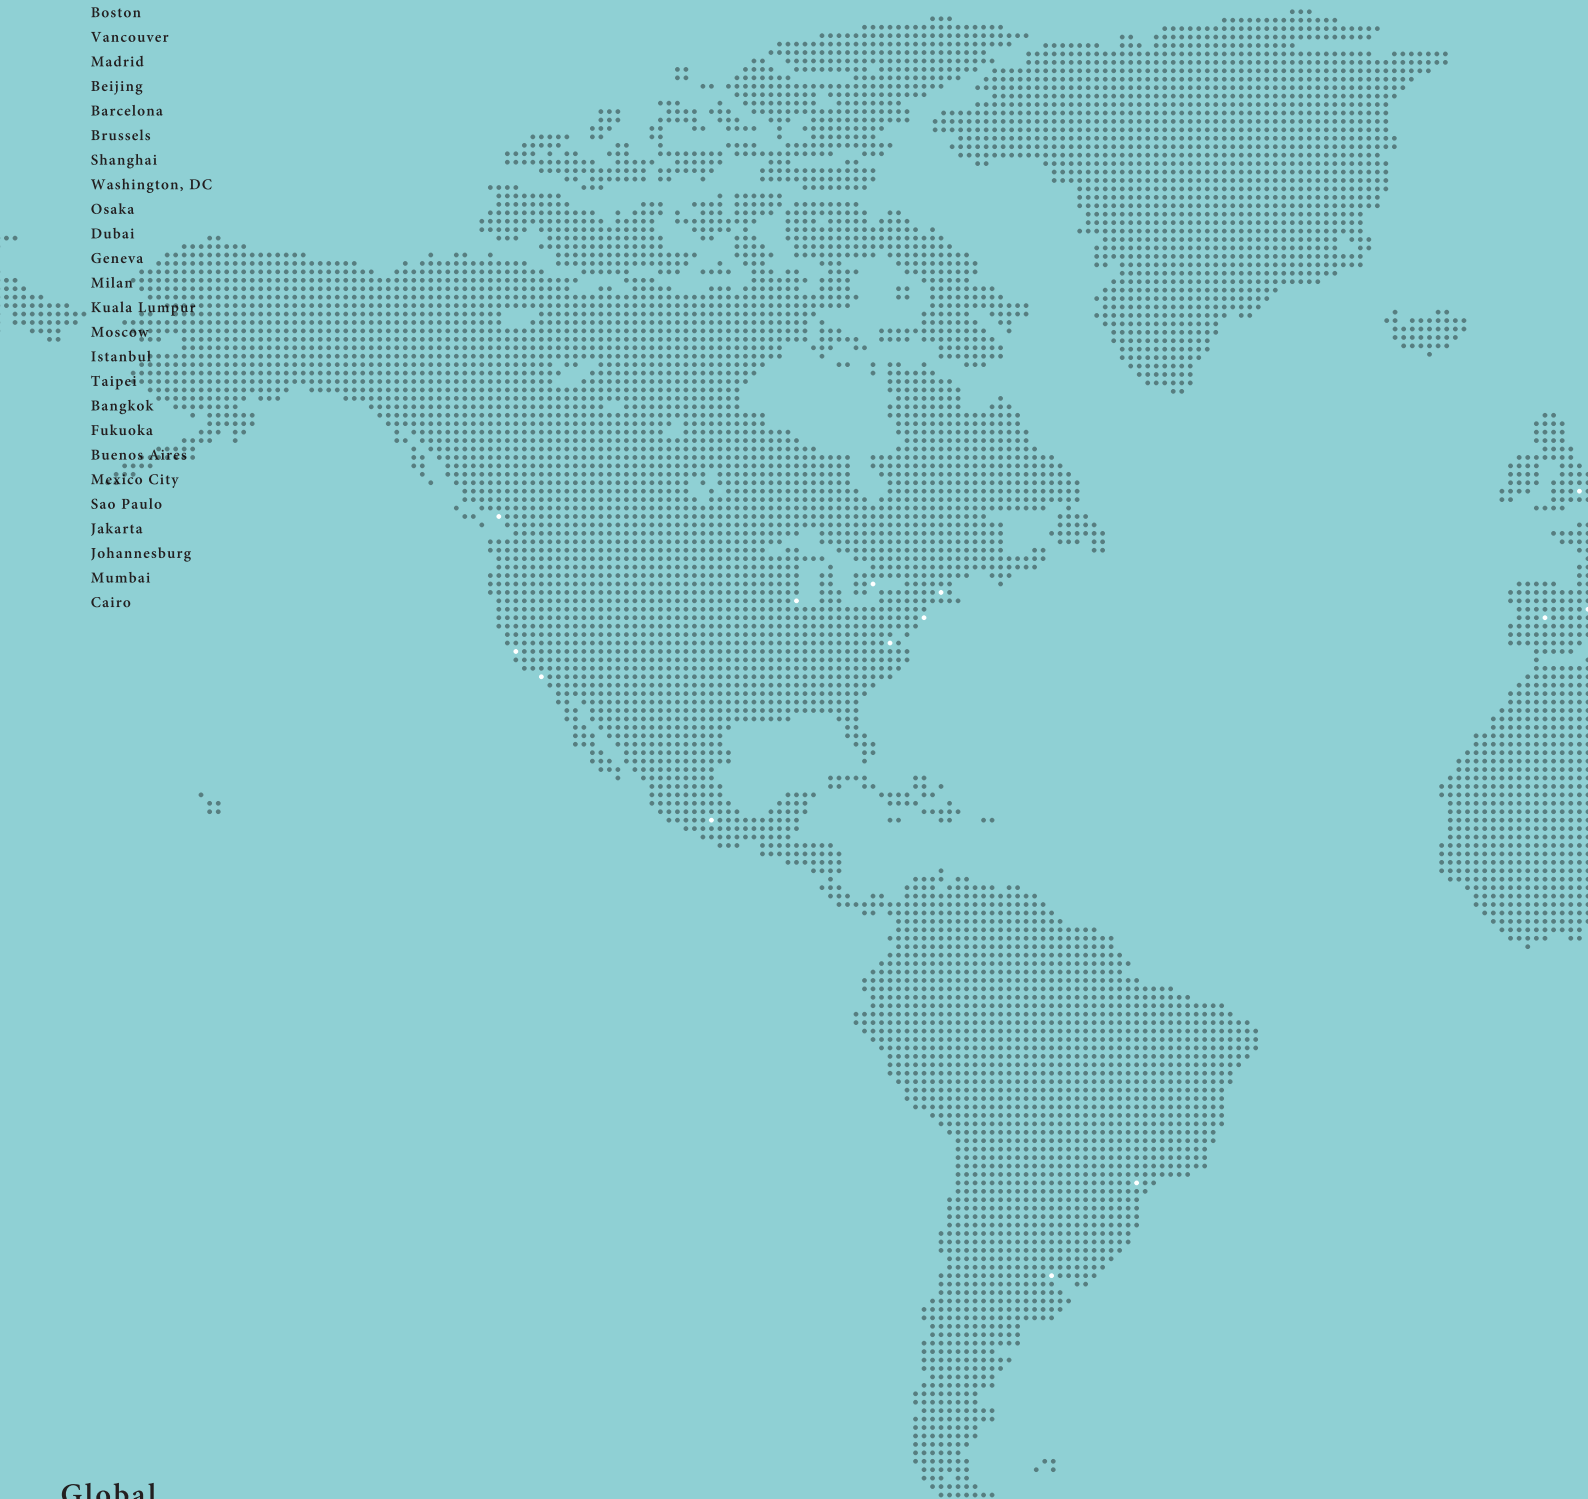 Boston
Vancouver
Madrid
Beijing
Barcelona
Brussels
Shanghai
Washington, DC
Osaka
Dubai
Geneva
Milan
Kuala Lumpur
Moscow
Istanbul
Taipei
Bangkok
Fukuoka
Buenos Aires
Mexico City
Sao Paulo
Jakarta
Johannesburg
Mumbai
Cairo
Global